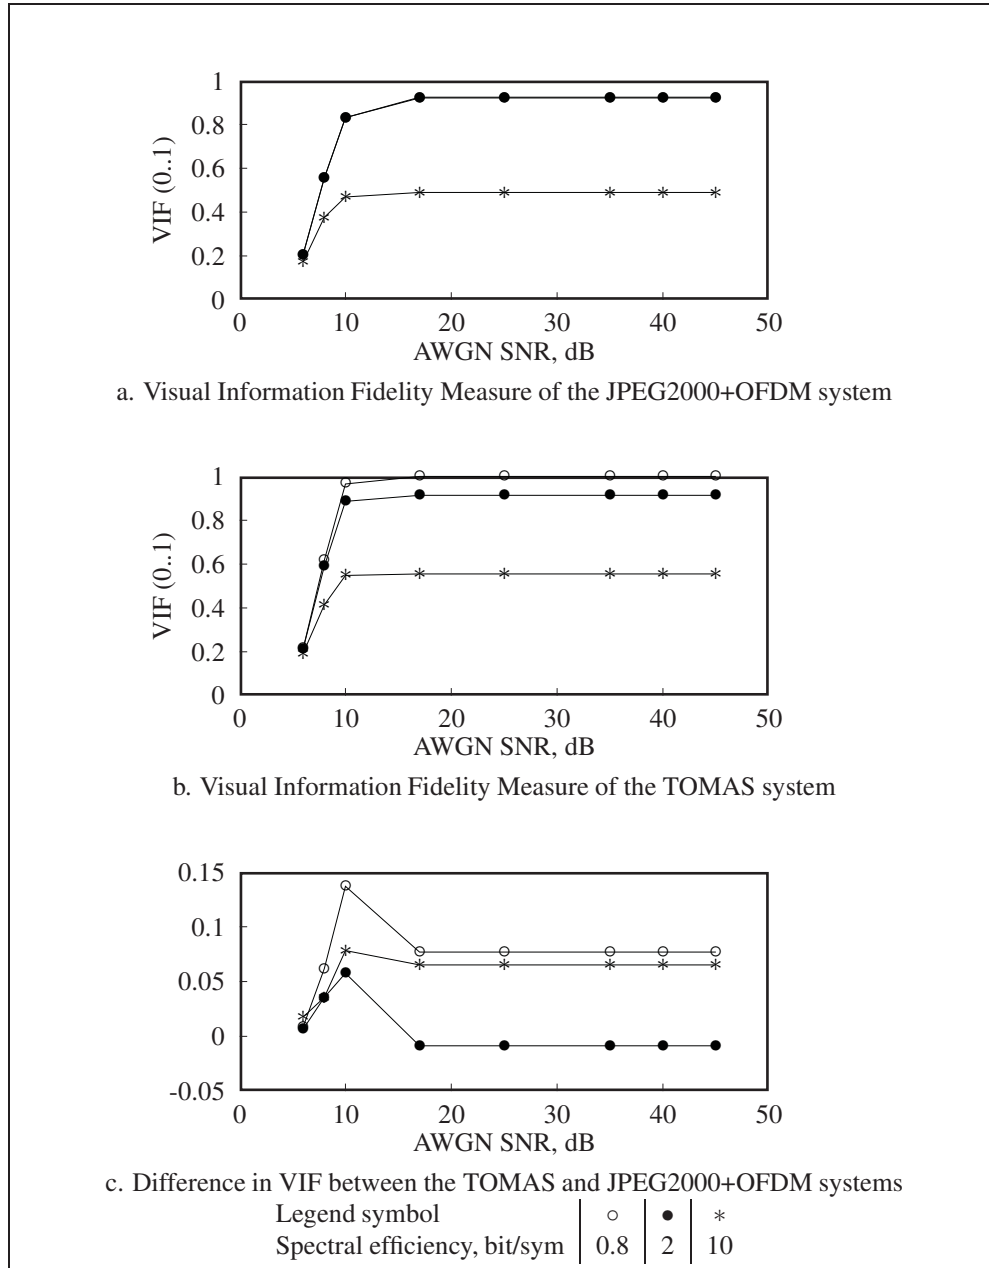 1
0.8
0.6
0.4
0.2
0
VIF (0..1)
0 10 20 30 40 50
AWGN SNR, dB
a. Visual Information Fidelity Measure of the JPEG2000+OFDM system
1
0.8
0.6
0.4
0.2
0
VIF (0..1)
0 10 20 30 40 50
AWGN SNR, dB
b. Visual Information Fidelity Measure of the TOMAS system
0.15
0.1
0.05
0
-0.05
0 10 20 30 40 50
AWGN SNR, dB
c. Difference in VIF between the TOMAS and JPEG2000+OFDM systems
Legend symbol ○ ● *
Spectral efficiency, bit/sym 0.8 2 10